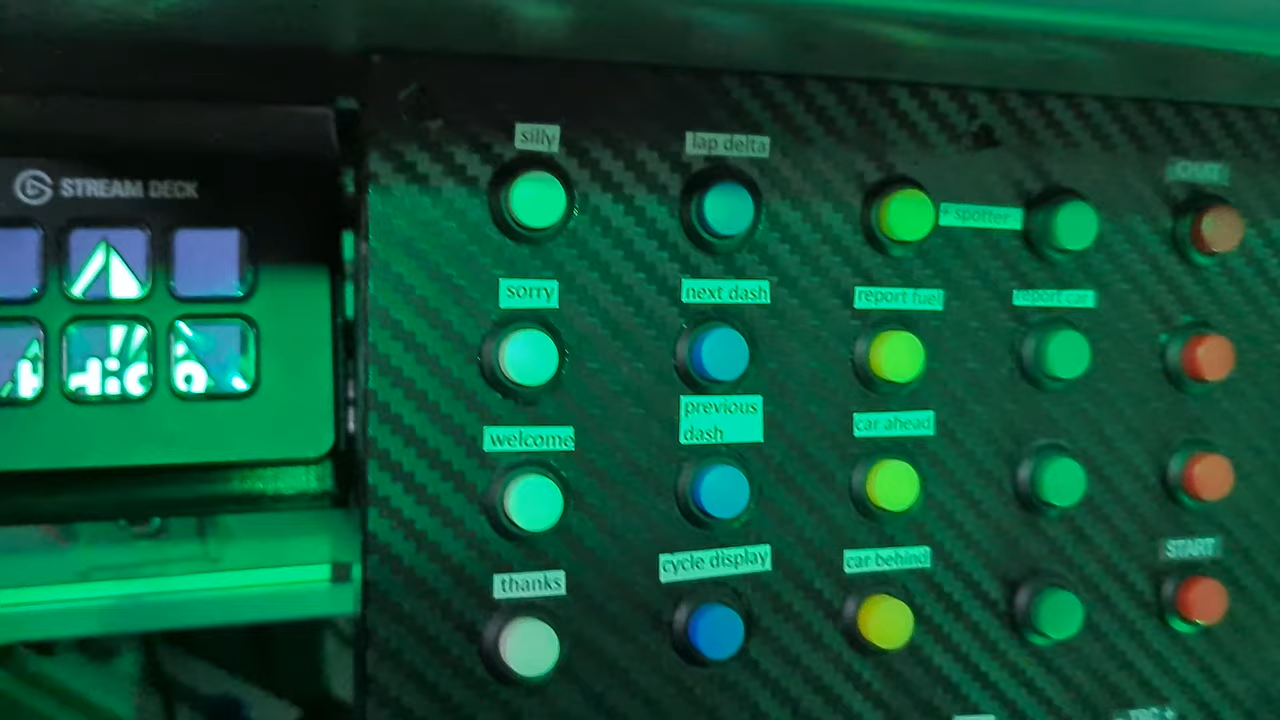 STREAM DECK
silly
lap delta
+ spotter -
CHAT
sorry
next dash
report fuel
report car
welcome
previous
dash
car ahead
thanks
cycle display
car behind
START